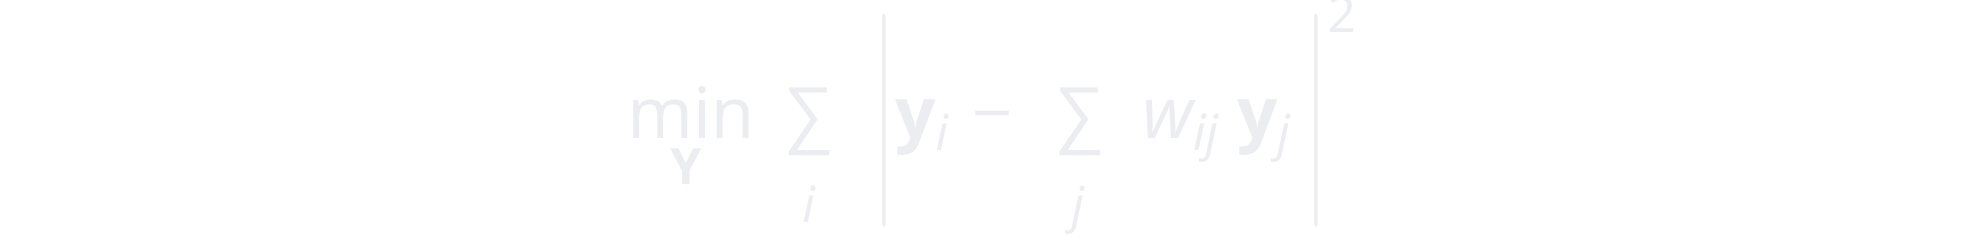 min_Y ∑_i | y_i − ∑_j w_ij y_j |^2